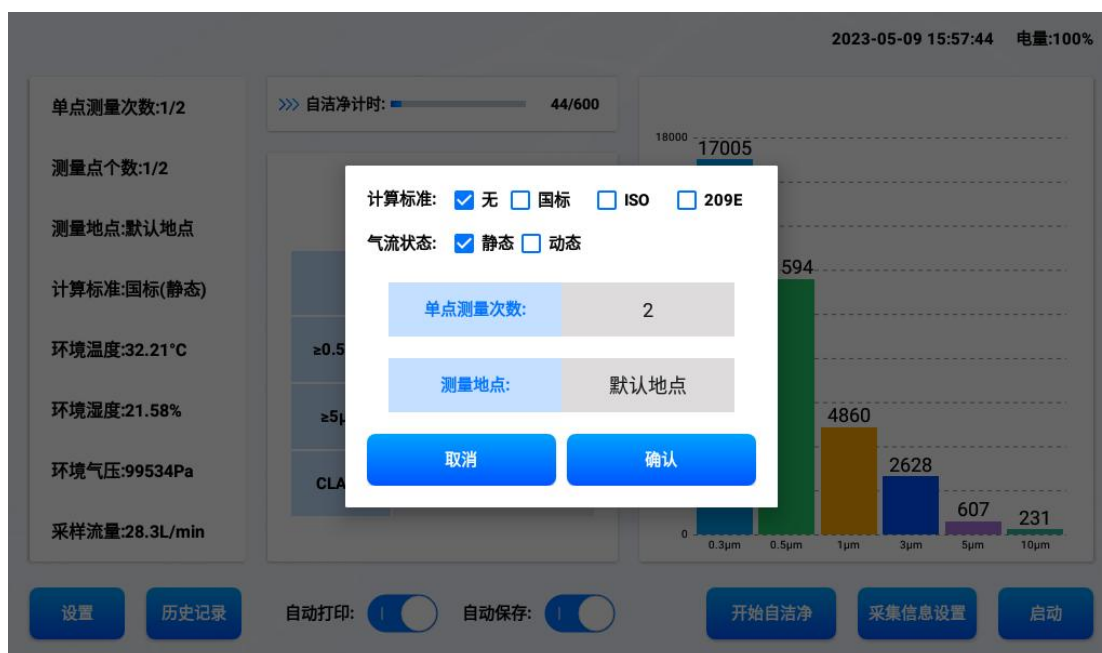 2023-05-09 15:57:44 电量:100%
单点测量次数:1/2
测量点个数:1/2
测量地点:默认地点
计算标准:国标(静态)
环境温度:32.21°C
环境湿度:21.58%
环境气压:99534Pa
采样流量:28.3L/min
>>> 自洁净计时: 44/600
≥0.5
≥5μ
CLA
计算标准: 无 国标 ISO 209E
气流状态: 静态 动态
单点测量次数: 2
测量地点: 默认地点
取消 确认
18000
17005
594
4860
2628
607
231
0
0.3μm 0.5μm 1μm 3μm 5μm 10μm
设置 历史记录 自动打印: 自动保存: 开始自洁净 采集信息设置 启动